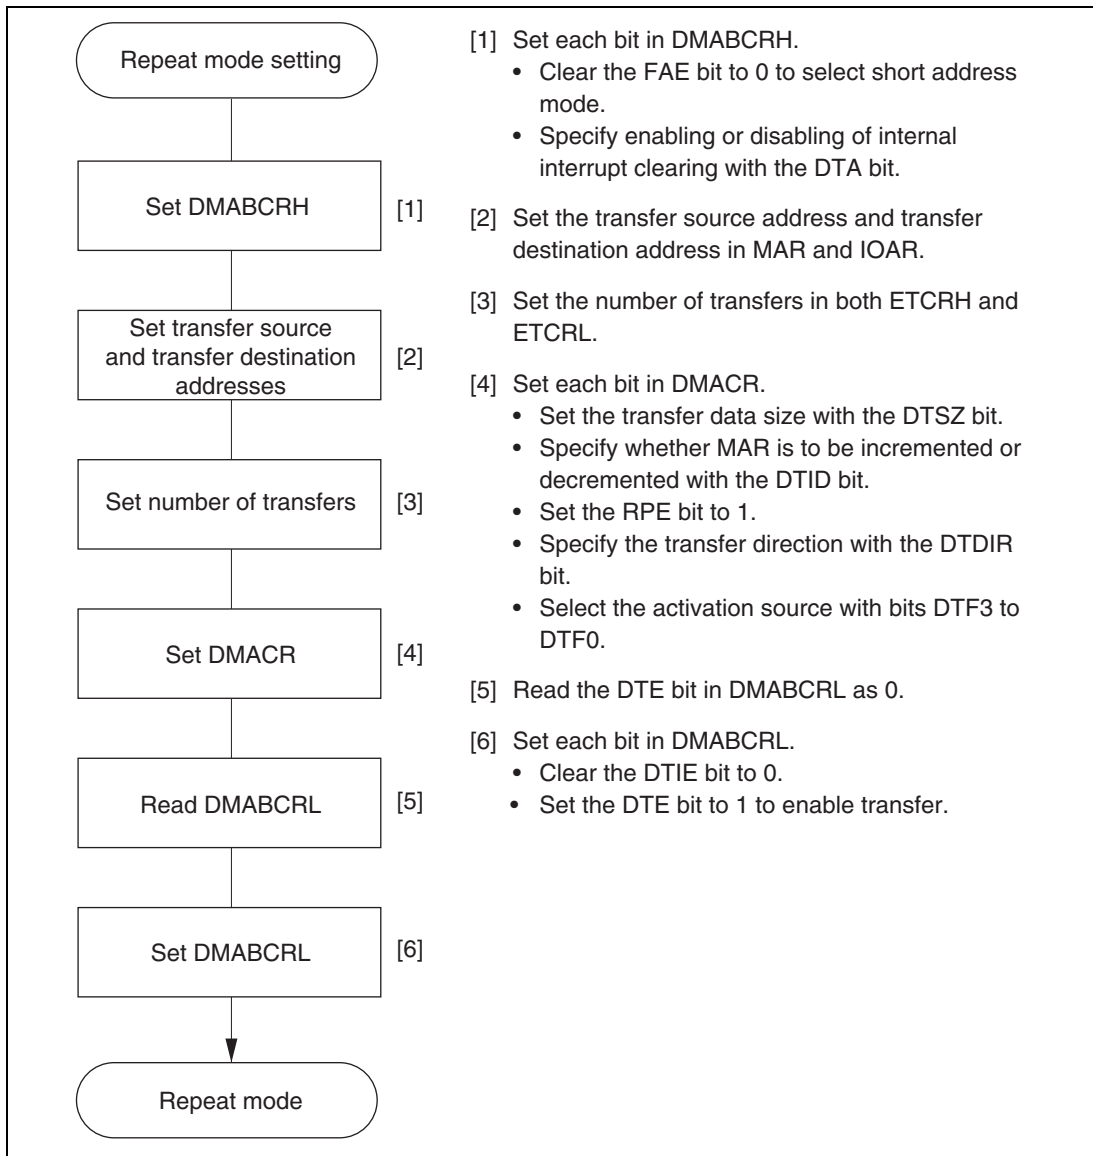 Repeat mode setting
Set DMABCRH
[1]
Set transfer source
and transfer destination
addresses
[2]
Set number of transfers
[3]
Set DMACR
[4]
Read DMABCRL
[5]
Set DMABCRL
[6]
Repeat mode
[1] Set each bit in DMABCRH.
• Clear the FAE bit to 0 to select short address
mode.
• Specify enabling or disabling of internal
interrupt clearing with the DTA bit.
[2] Set the transfer source address and transfer
destination address in MAR and IOAR.
[3] Set the number of transfers in both ETCRH and
ETCRL.
[4] Set each bit in DMACR.
• Set the transfer data size with the DTSZ bit.
• Specify whether MAR is to be incremented or
decremented with the DTID bit.
• Set the RPE bit to 1.
• Specify the transfer direction with the DTDIR
bit.
• Select the activation source with bits DTF3 to
DTF0.
[5] Read the DTE bit in DMABCRL as 0.
[6] Set each bit in DMABCRL.
• Clear the DTIE bit to 0.
• Set the DTE bit to 1 to enable transfer.